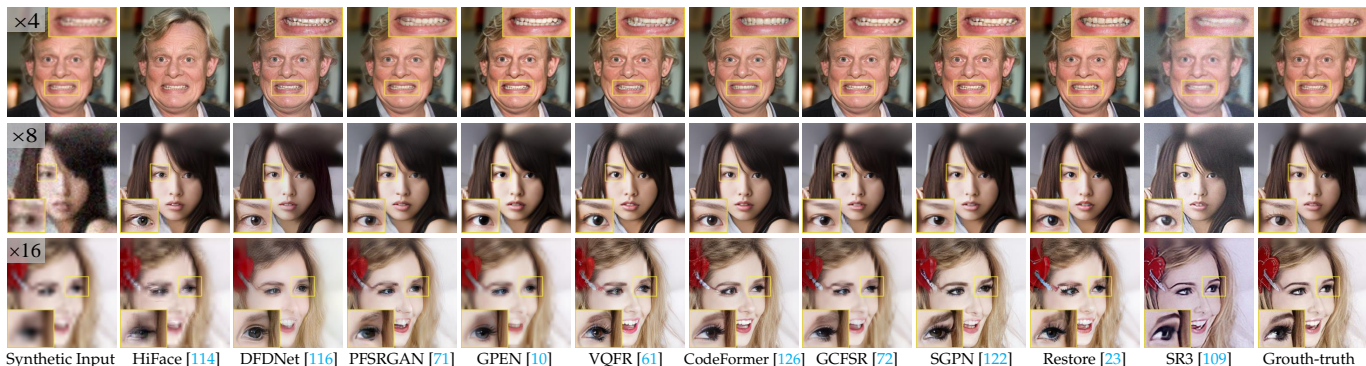 ×4
×8
×16
Synthetic Input HiFace [114] DFDNet [116] PFSRGAN [71] GPEN [10] VQFR [61] CodeFormer [126] GCFSR [72] SGPN [122] Restore [23] SR3 [109] Grouth-truth